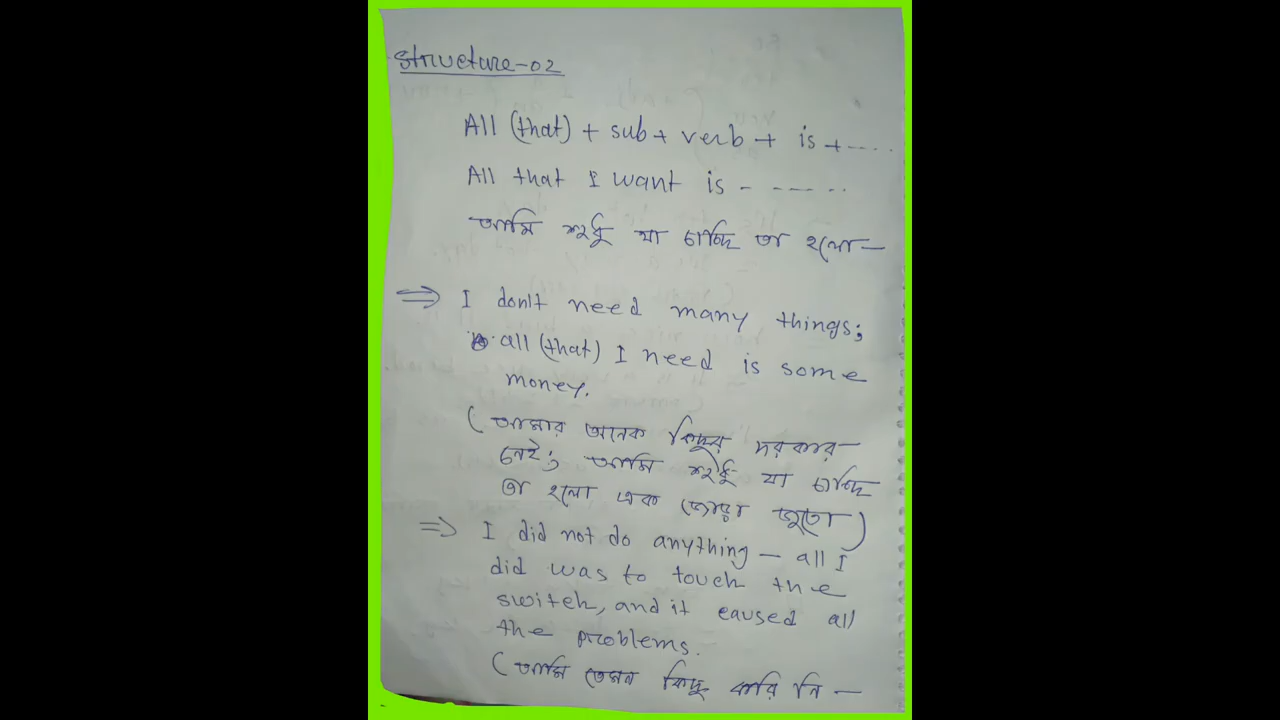 Structure-02
All (that) + sub + verb + is + ....
All that I want is - - ---- ..
আমি শুধু যা চাচ্ছি তা হলো—
⇒ I don't need many things;
all (that) I need is some
money.
(আমার অনেক কিছুর দরকার
নেই; আমি শুধু যা চাচ্ছি
তা হলো এক জোড়া জুতো)
⇒ I did not do anything — all I
did was to touch the
switch, and it caused all
the problems.
(আমি তেমন কিছু করি নি —